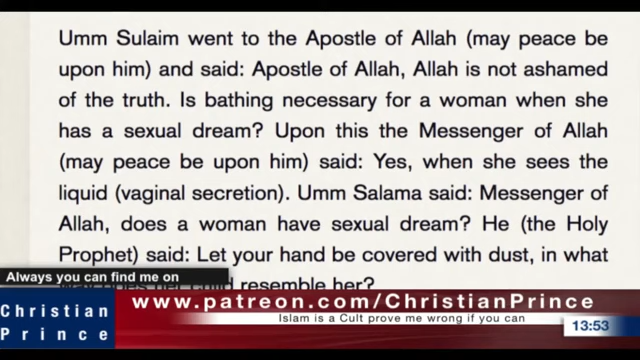 Umm Sulaim went to the Apostle of Allah (may peace be
upon him) and said: Apostle of Allah, Allah is not ashamed
of the truth. Is bathing necessary for a woman when she
has a sexual dream? Upon this the Messenger of Allah
(may peace be upon him) said: Yes, when she sees the
liquid (vaginal secretion). Umm Salama said: Messenger of
Allah, does a woman have sexual dream? He (the Holy
Prophet) said: Let your hand be covered with dust, in what
resemble her?
Always you can find me on
www.patreon.com/ChristianPrince
Christian
Prince
Islam is a Cult prove me wrong if you can
13:53